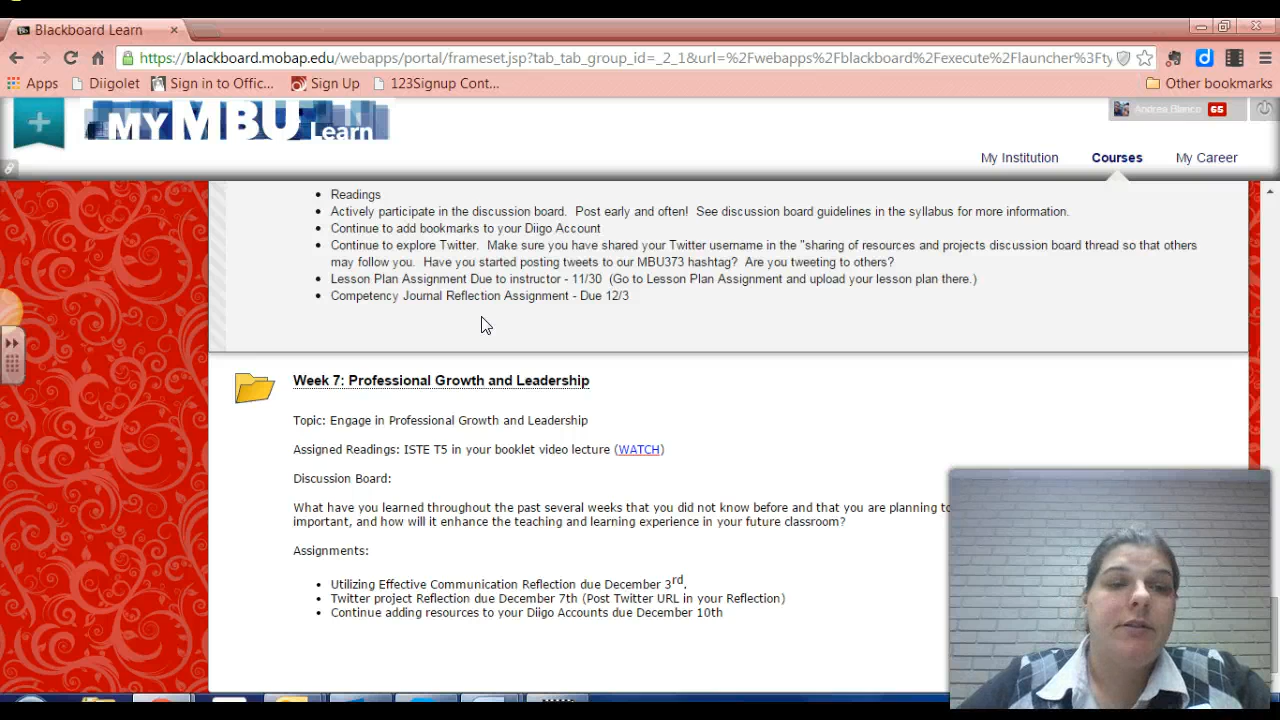 Blackboard Learn
https://blackboard.mobap.edu/webapps/portal/frameset.jsp?tab_tab_group_id=_2_1&url=%2Fwebapps%2Fblackboard%2Fexecute%2Flauncher%3Fty
Apps Diigolet Sign in to Offic... Sign Up 123Signup Cont... Other bookmarks
MY MBU Learn
Andrea Blanco 65
My Institution Courses My Career
• Readings
• Actively participate in the discussion board. Post early and often! See discussion board guidelines in the syllabus for more information.
• Continue to add bookmarks to your Diigo Account
• Continue to explore Twitter. Make sure you have shared your Twitter username in the "sharing of resources and projects discussion board thread so that others
may follow you. Have you started posting tweets to our MBU373 hashtag? Are you tweeting to others?
• Lesson Plan Assignment Due to instructor - 11/30 (Go to Lesson Plan Assignment and upload your lesson plan there.)
• Competency Journal Reflection Assignment - Due 12/3
Week 7: Professional Growth and Leadership
Topic: Engage in Professional Growth and Leadership
Assigned Readings: ISTE T5 in your booklet video lecture (WATCH)
Discussion Board:
What have you learned throughout the past several weeks that you did not know before and that you are planning to
important, and how will it enhance the teaching and learning experience in your future classroom?
Assignments:
• Utilizing Effective Communication Reflection due December 3rd.
• Twitter project Reflection due December 7th (Post Twitter URL in your Reflection)
• Continue adding resources to your Diigo Accounts due December 10th